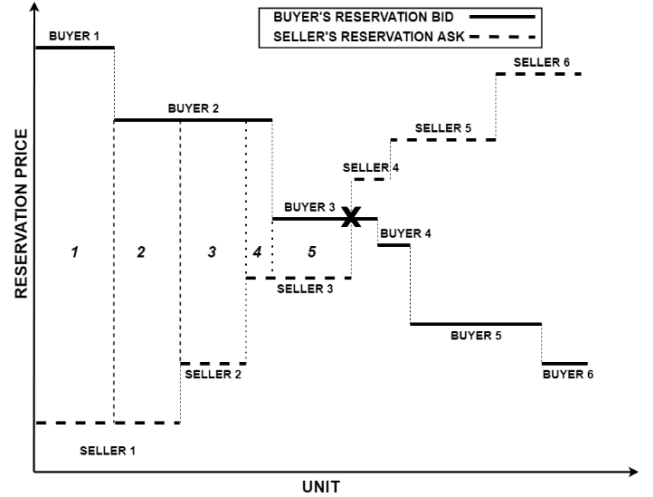 BUYER'S RESERVATION BID
SELLER'S RESERVATION ASK
BUYER 1
SELLER 6
BUYER 2
SELLER 5
SELLER 4
RESERVATION PRICE
BUYER 3
X
BUYER 4
1
2
3
4
5
SELLER 3
BUYER 5
SELLER 2
BUYER 6
SELLER 1
UNIT